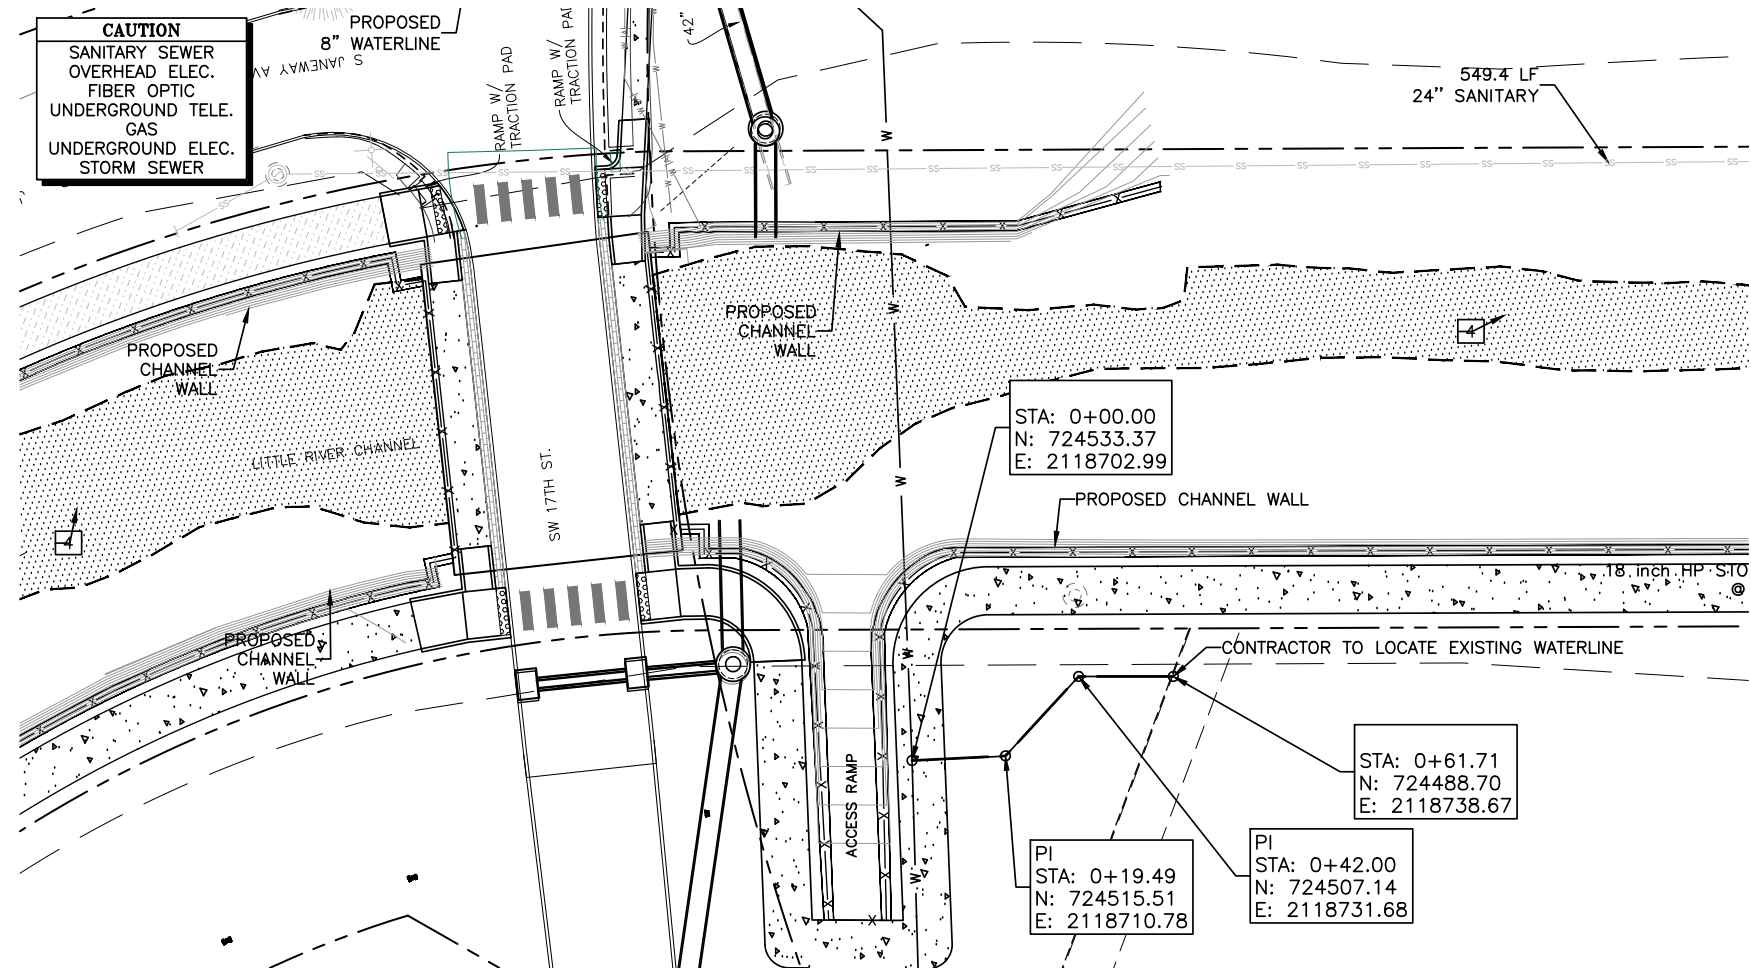 CAUTION
SANITARY SEWER
OVERHEAD ELEC.
FIBER OPTIC
UNDERGROUND TELE.
GAS
UNDERGROUND ELEC.
STORM SEWER
PROPOSED
8" WATERLINE
S JANEWAY AV
RAMP W/
TRACTION PAD
RAMP W/
TRACTION PAD
42"
549.4 LF
24" SANITARY
PROPOSED
CHANNEL
WALL
PROPOSED
CHANNEL
WALL
4
LITTLE RIVER CHANNEL
SW 17TH ST.
STA: 0+00.00
N: 724533.37
E: 2118702.99
PROPOSED CHANNEL WALL
4
18 inch HP STO
@
PROPOSED
CHANNEL
WALL
CONTRACTOR TO LOCATE EXISTING WATERLINE
ACCESS RAMP
STA: 0+61.71
N: 724488.70
E: 2118738.67
PI
STA: 0+42.00
N: 724507.14
E: 2118731.68
PI
STA: 0+19.49
N: 724515.51
E: 2118710.78